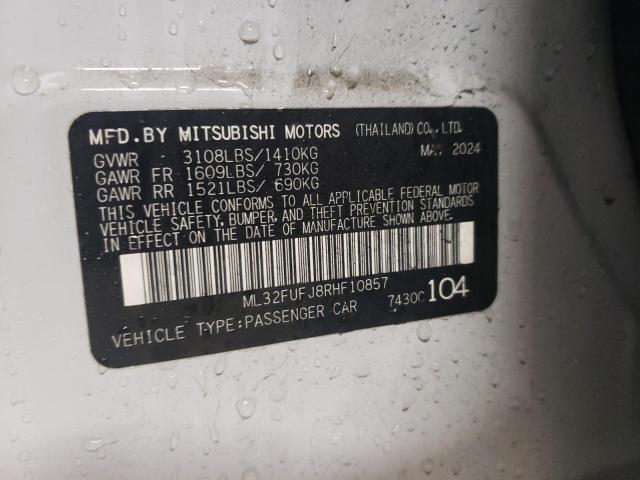 MFD. BY MITSUBISHI MOTORS (THAILAND) CO., LTD.
GVWR 3108LBS/1410KG 2024
GAWR FR 1609LBS/ 730KG
GAWR RR 1521LBS/ 690KG
THIS VEHICLE CONFORMS TO ALL APPLICABLE FEDERAL MOTOR
VEHICLE SAFETY, BUMPER, AND THEFT PREVENTION STANDARDS
IN EFFECT ON THE DATE OF MANUFACTURE SHOWN ABOVE.
ML32FUFJ8RHF10857
VEHICLE TYPE:PASSENGER CAR 7430C 104